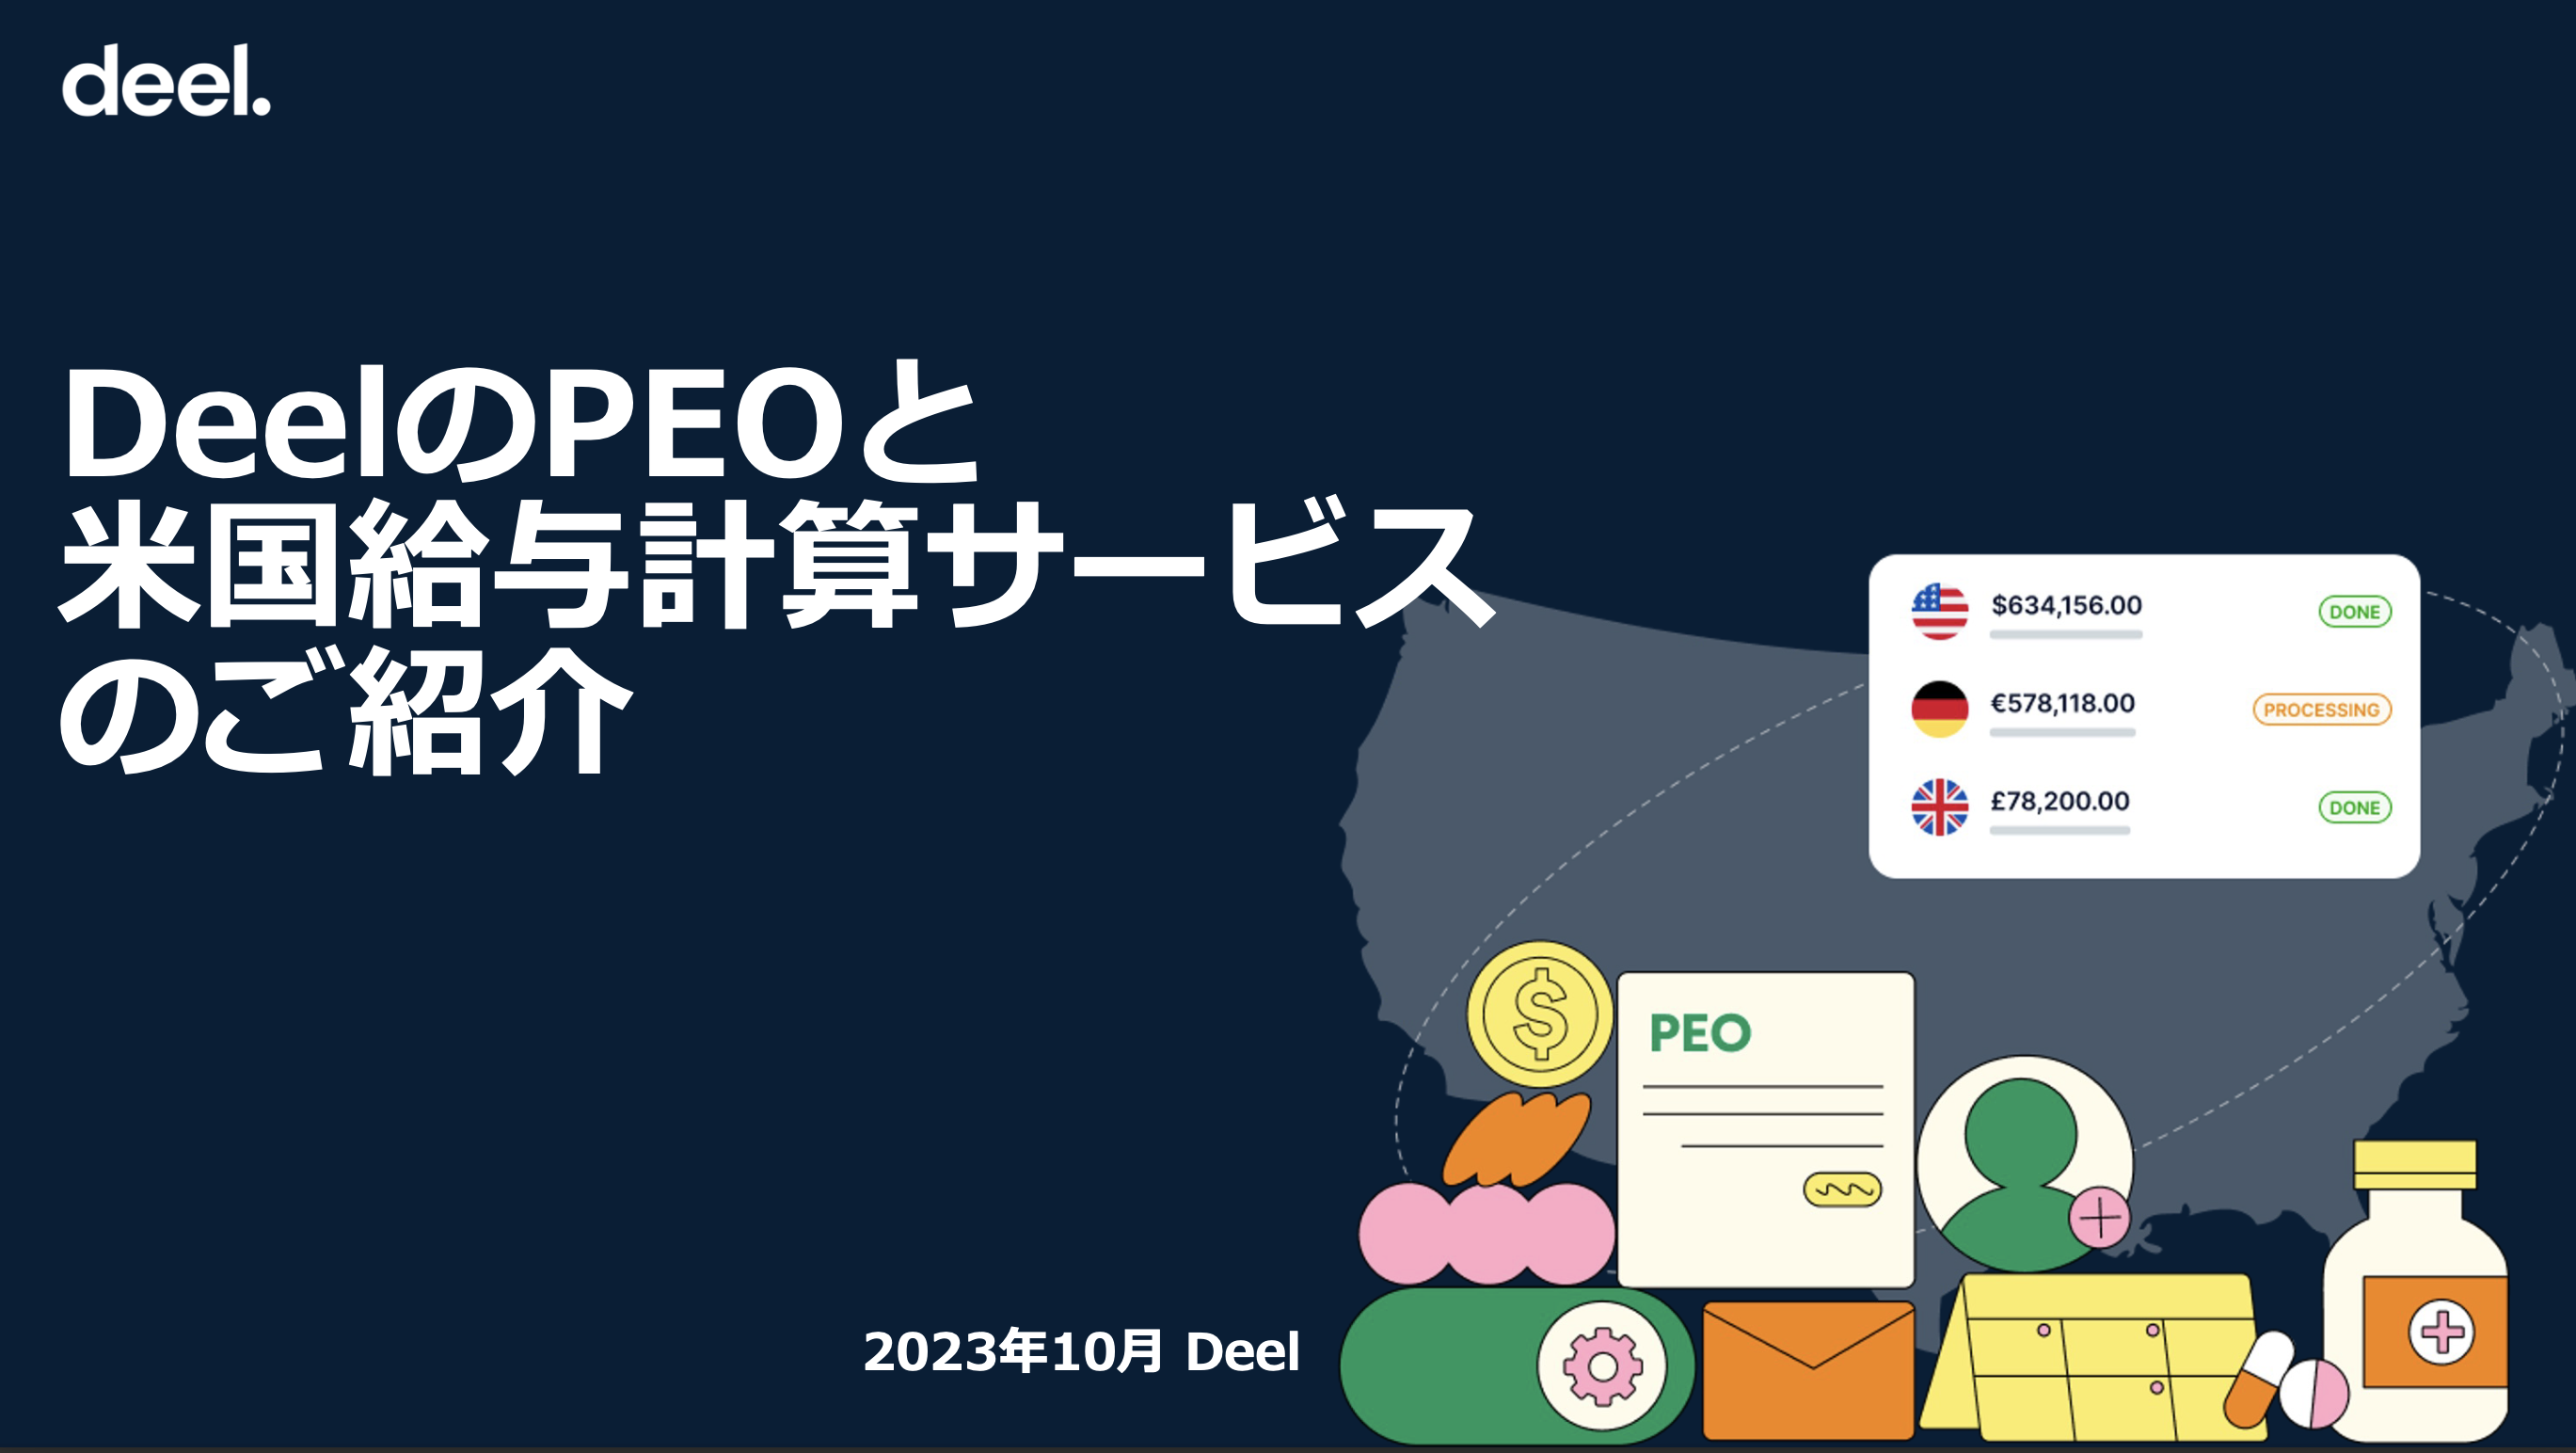 deel.
DeelのPEOと
米国給与計算サービス
のご紹介
$634,156.00 DONE
€578,118.00 PROCESSING
£78,200.00 DONE
PEO
2023年10月 Deel